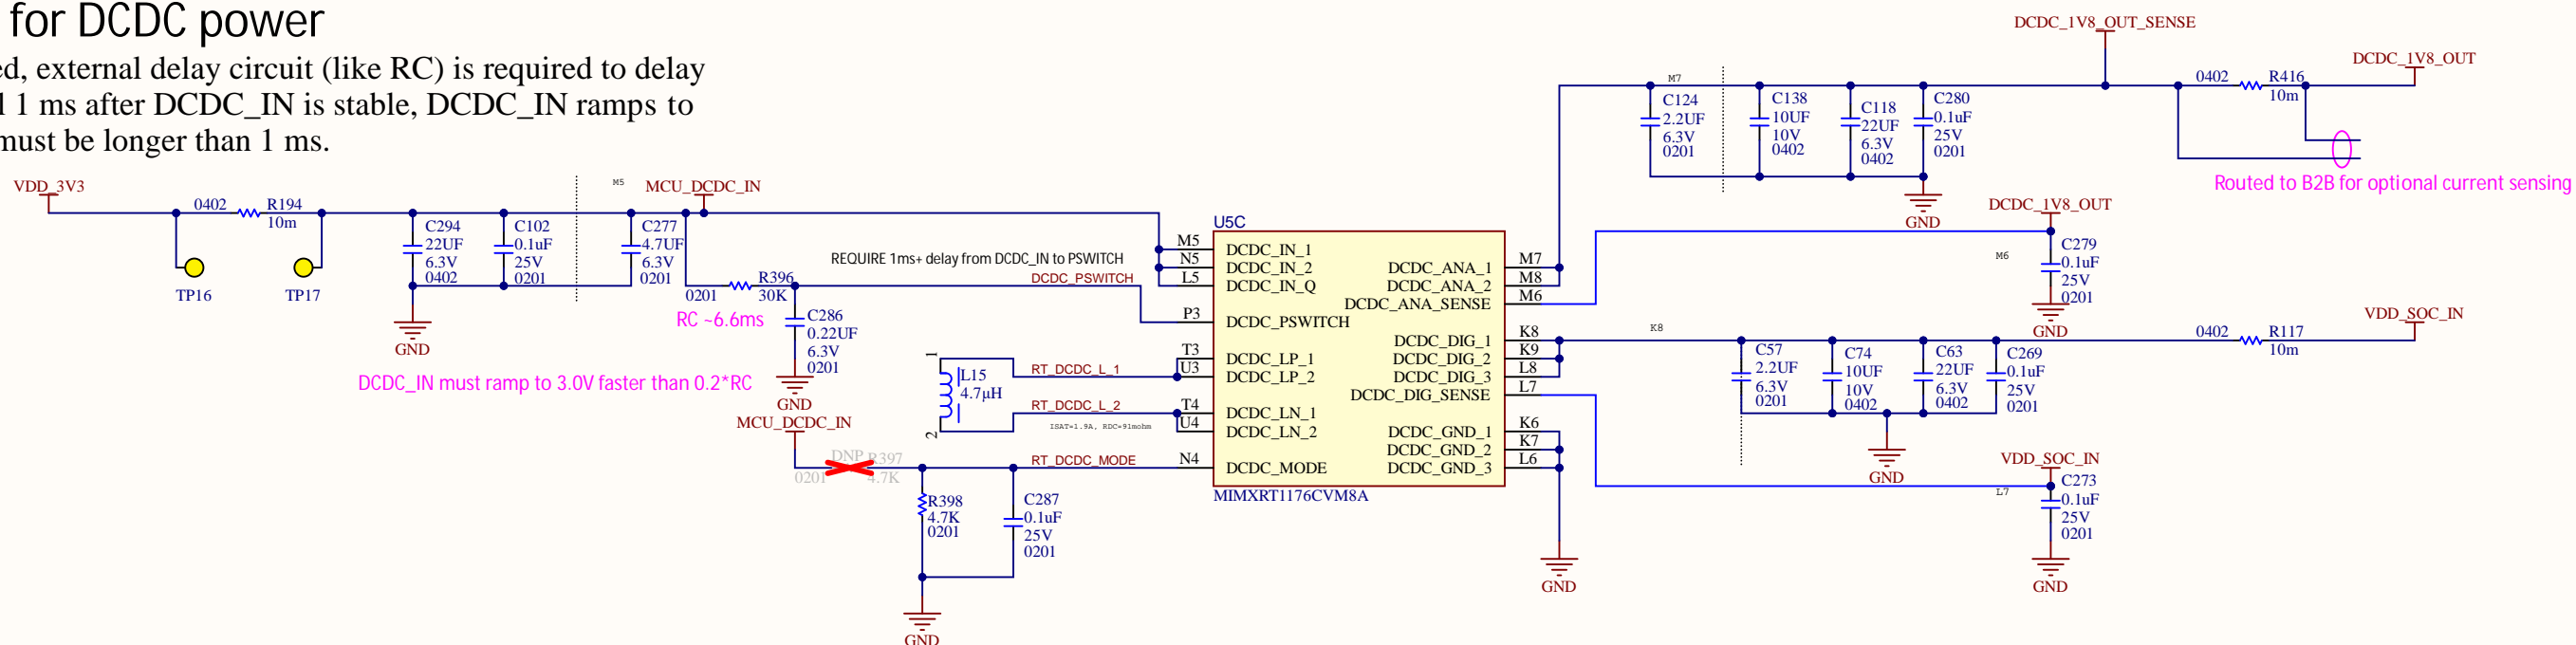 for DCDC power
ed, external delay circuit (like RC) is required to delay
l 1 ms after DCDC_IN is stable, DCDC_IN ramps to
must be longer than 1 ms.
VDD_3V3
0402
R194
10m
TP16
TP17
C294
22UF
6.3V
0402
GND
C102
0.1uF
25V
0201
M5
MCU_DCDC_IN
C277
4.7UF
6.3V
0201
REQUIRE 1ms+ delay from DCDC_IN to PSWITCH
DCDC_PSWITCH
0201
R396
30K
RC ~6.6ms
C286
0.22UF
6.3V
0201
GND
DCDC_IN must ramp to 3.0V faster than 0.2*RC
MCU_DCDC_IN
DNP
R397
0201
4.7K
1
L15
4.7µH
2
RT_DCDC_L_1
RT_DCDC_L_2
ISAT=1.9A, RDC=91mohm
RT_DCDC_MODE
R398
4.7K
0201
C287
0.1uF
25V
0201
GND
U5C
M5
DCDC_IN_1
N5
DCDC_IN_2
L5
DCDC_IN_Q
P3
DCDC_PSWITCH
T3
DCDC_LP_1
U3
DCDC_LP_2
T4
DCDC_LN_1
U4
DCDC_LN_2
N4
DCDC_MODE
DCDC_ANA_1
M7
DCDC_ANA_2
M8
DCDC_ANA_SENSE
M6
DCDC_DIG_1
K8
DCDC_DIG_2
K9
DCDC_DIG_3
L8
DCDC_DIG_SENSE
L7
DCDC_GND_1
K6
DCDC_GND_2
K7
DCDC_GND_3
L6
MIMXRT1176CVM8A
GND
M7
C124
2.2UF
6.3V
0201
C138
10UF
10V
0402
C118
22UF
6.3V
0402
C280
0.1uF
25V
0201
GND
DCDC_1V8_OUT_SENSE
0402
R416
10m
DCDC_1V8_OUT
Routed to B2B for optional current sensing
DCDC_1V8_OUT
M6
C279
0.1uF
25V
0201
GND
K8
C57
2.2UF
6.3V
0201
C74
10UF
10V
0402
C63
22UF
6.3V
0402
C269
0.1uF
25V
0201
GND
0402
R117
10m
VDD_SOC_IN
VDD_SOC_IN
L7
C273
0.1uF
25V
0201
GND